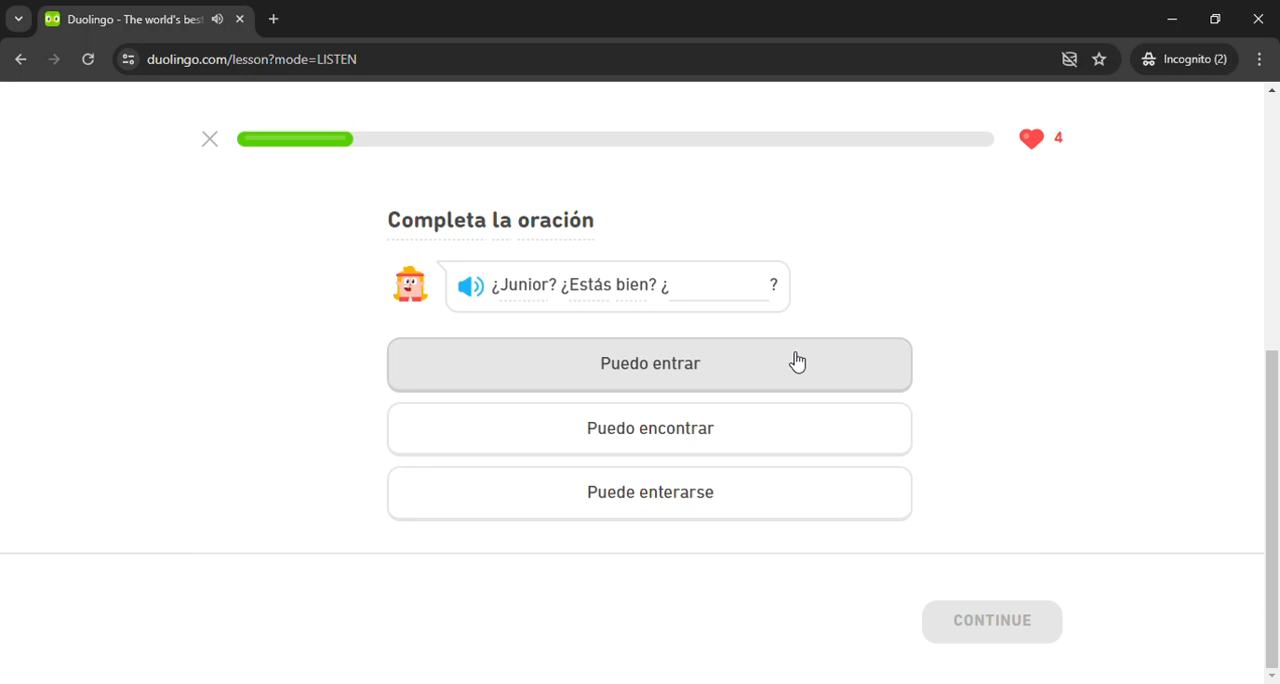 Duolingo - The world's bes
duolingo.com/lesson?mode=LISTEN
Incognito (2)
4
Completa la oración
¿Junior? ¿Estás bien? ¿ ?
Puedo entrar
Puedo encontrar
Puede enterarse
CONTINUE